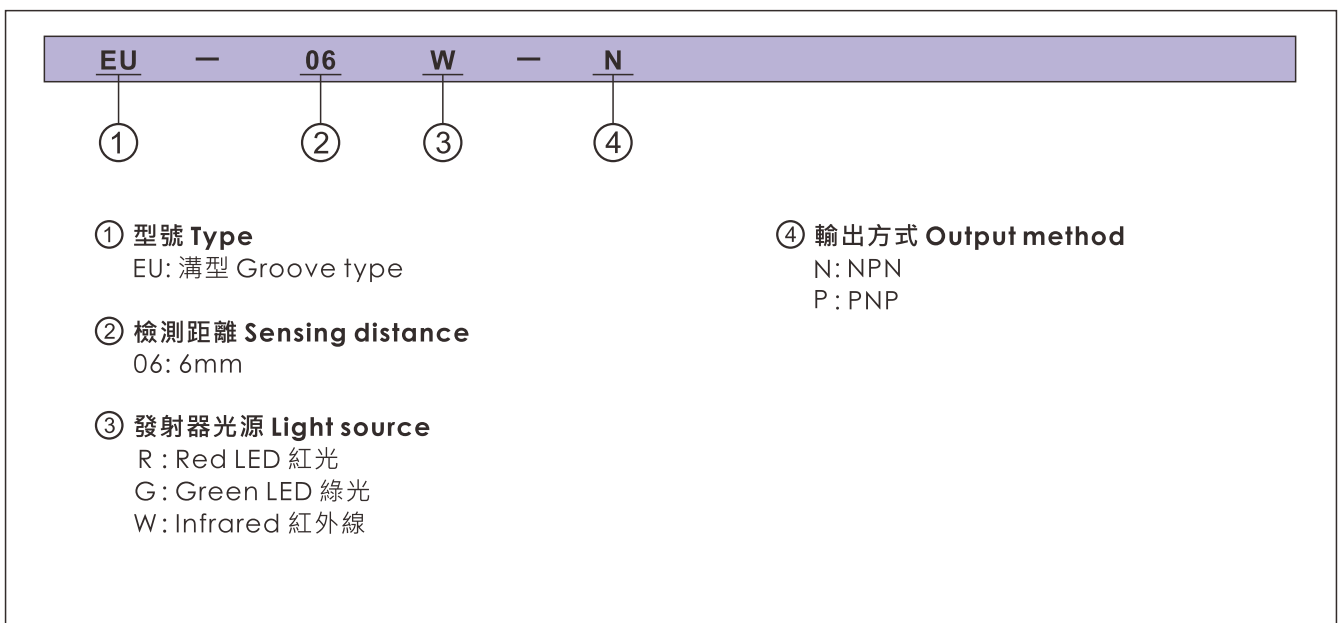 EU — 06 W — N
① ② ③ ④
① 型號 Type
EU: 溝型 Groove type
② 檢測距離 Sensing distance
06: 6mm
③ 發射器光源 Light source
R : Red LED 紅光
G : Green LED 綠光
W : Infrared 紅外線
④ 輸出方式 Output method
N: NPN
P : PNP